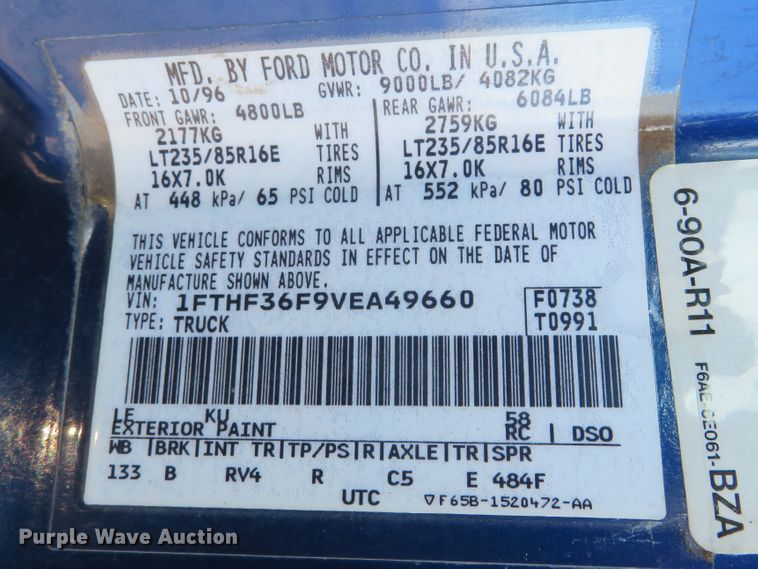 MFD. BY FORD MOTOR CO. IN U.S.A.
DATE: 10/96 GVWR: 9000LB/ 4082KG
FRONT GAWR: 4800LB REAR GAWR: 6084LB
2177KG WITH 2759KG WITH
LT235/85R16E TIRES LT235/85R16E TIRES
16X7.0K RIMS 16X7.0K RIMS
AT 448 kPa/ 65 PSI COLD AT 552 kPa/ 80 PSI COLD
THIS VEHICLE CONFORMS TO ALL APPLICABLE FEDERAL MOTOR
VEHICLE SAFETY STANDARDS IN EFFECT ON THE DATE OF
MANUFACTURE SHOWN ABOVE.
VIN: 1FTHF36F9VEA49660 F0738
TYPE: TRUCK T0991
LE KU 58
EXTERIOR PAINT RC DSO
WB |BRK|INT TR|TP/PS|R|AXLE|TR|SPR
133 B RV4 R C5 E 484F
UTC ▽F65B-1520472-AA
6-90A-R11
F6AE-6E061-BZA
Purple Wave Auction